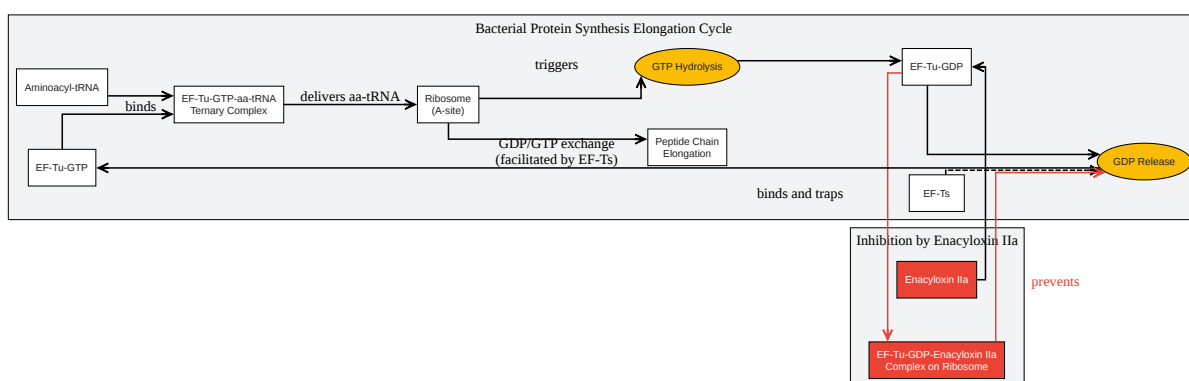 Bacterial Protein Synthesis Elongation Cycle
Aminoacyl-tRNA
binds
EF-Tu-GTP-aa-tRNA
Ternary Complex
delivers aa-tRNA
Ribosome
(A-site)
triggers
GTP Hydrolysis
EF-Tu-GDP
EF-Tu-GTP
GDP/GTP exchange
(facilitated by EF-Ts)
Peptide Chain
Elongation
GDP Release
binds and traps
EF-Ts
Inhibition by Enacyloxin IIa
Enacyloxin IIa
prevents
EF-Tu-GDP-Enacyloxin IIa
Complex on Ribosome